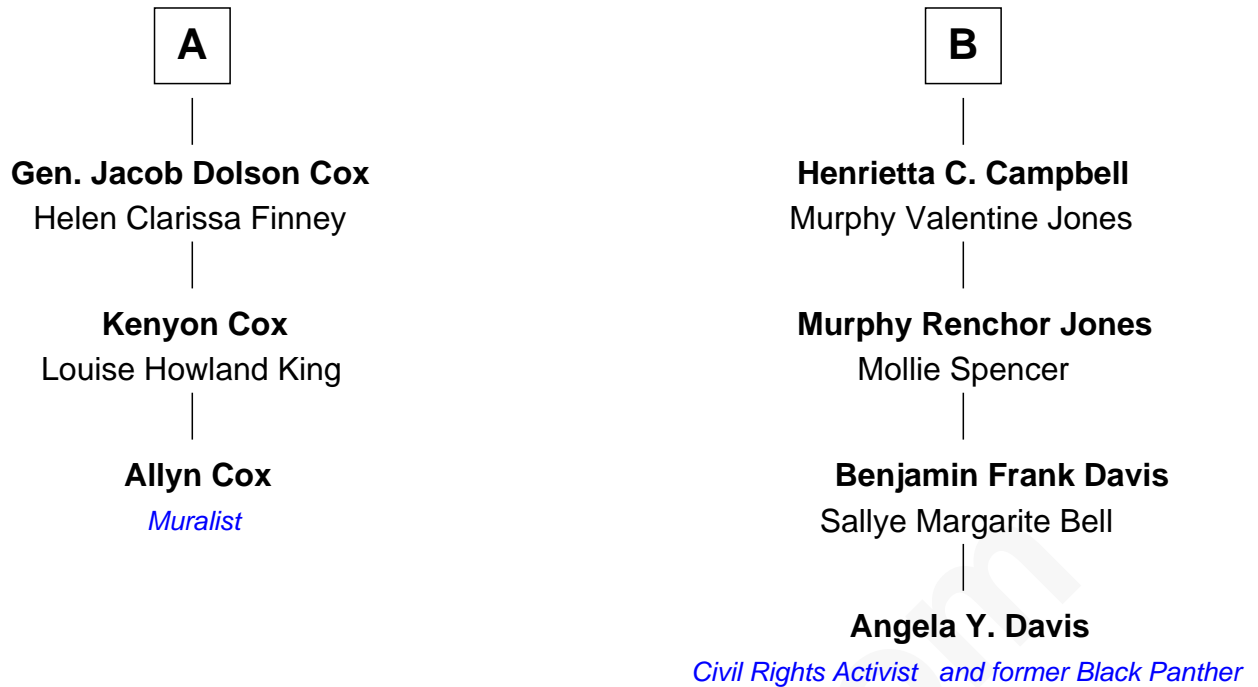 A
Gen. Jacob Dolson Cox
Helen Clarissa Finney
Kenyon Cox
Louise Howland King
Allyn Cox
Muralist
B
Henrietta C. Campbell
Murphy Valentine Jones
Murphy Renchor Jones
Mollie Spencer
Benjamin Frank Davis
Sallye Margarite Bell
Angela Y. Davis
Civil Rights Activist and former Black Panther